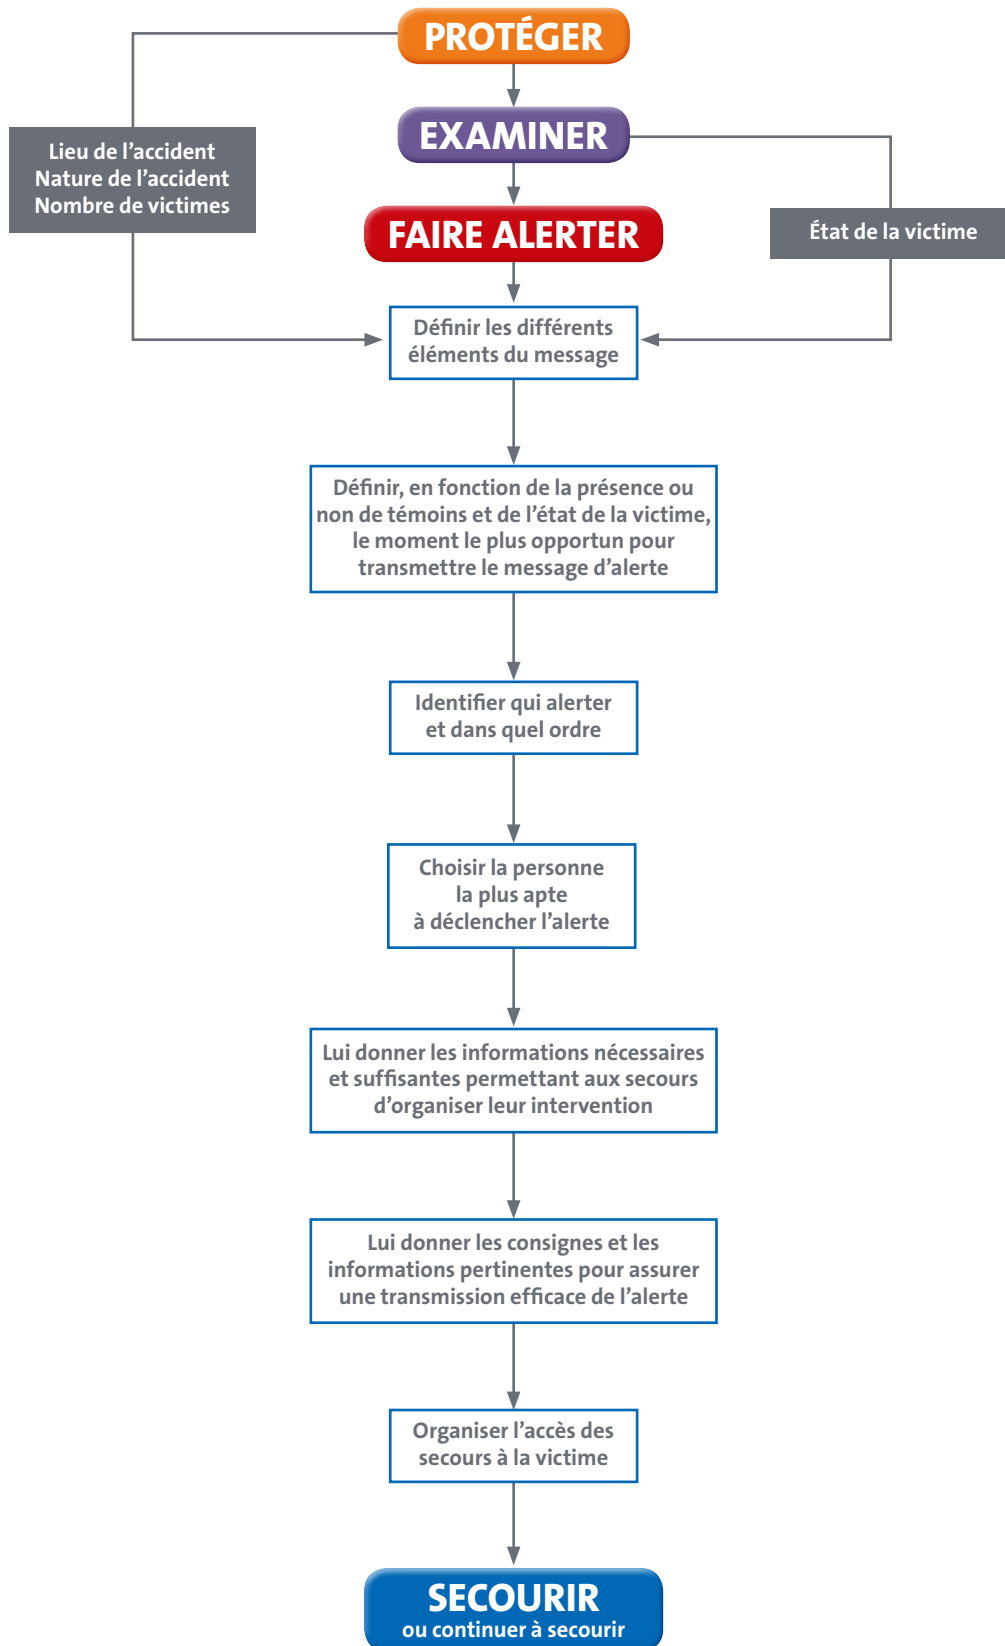 PROTÉGER
EXAMINER
Lieu de l’accident
Nature de l’accident
Nombre de victimes
FAIRE ALERTER
État de la victime
Définir les différents
éléments du message
Définir, en fonction de la présence ou
non de témoins et de l’état de la victime,
le moment le plus opportun pour
transmettre le message d’alerte
Identifier qui alerter
et dans quel ordre
Choisir la personne
la plus apte
à déclencher l’alerte
Lui donner les informations nécessaires
et suffisantes permettant aux secours
d’organiser leur intervention
Lui donner les consignes et les
informations pertinentes pour assurer
une transmission efficace de l’alerte
Organiser l’accès des
secours à la victime
SECOURIR
ou continuer à secourir